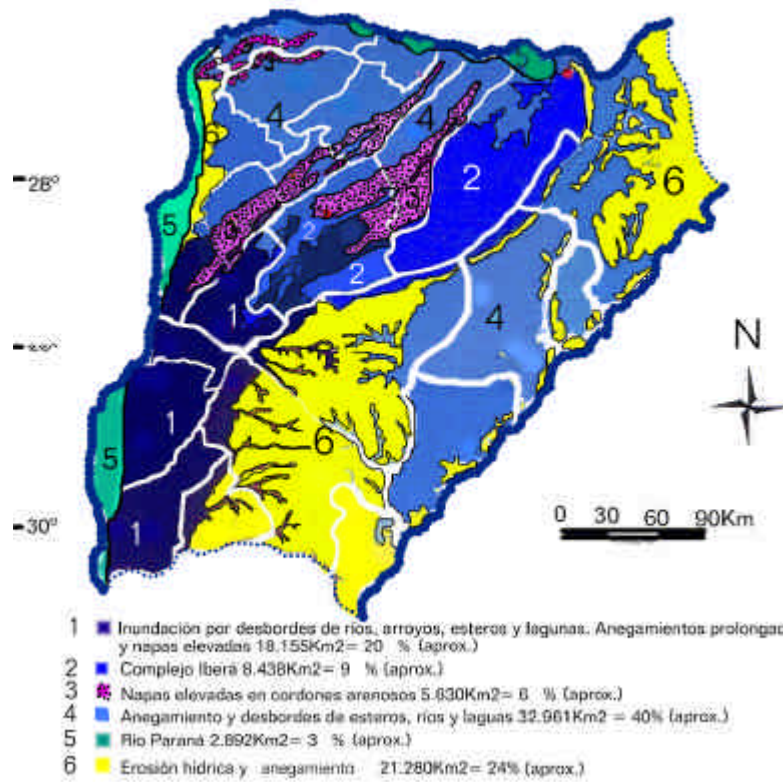 4
4
28º
2
6
5
2
2
1
4
N
1
6
5
1
30º
0 30 60 90Km
1 Inundación por desbordes de ríos, arroyos, esteros y lagunas. Anegamientos prolongad
y napas elevadas 18.155Km2= 20 % (aprox.)
2 Complejo Iberá 8.438Km2= 9 % (aprox.)
3 Napas elevadas en cordones arenosos 5.630Km2= 6 % (aprox.)
4 Anegamiento y desbordes de esteros, ríos y laguas 32.961Km2 = 40% (aprox.)
5 Río Paraná 2.892Km2= 3 % (aprox.)
6 Erosión hídrica y anegamiento 21.280Km2= 24% (aprox.)